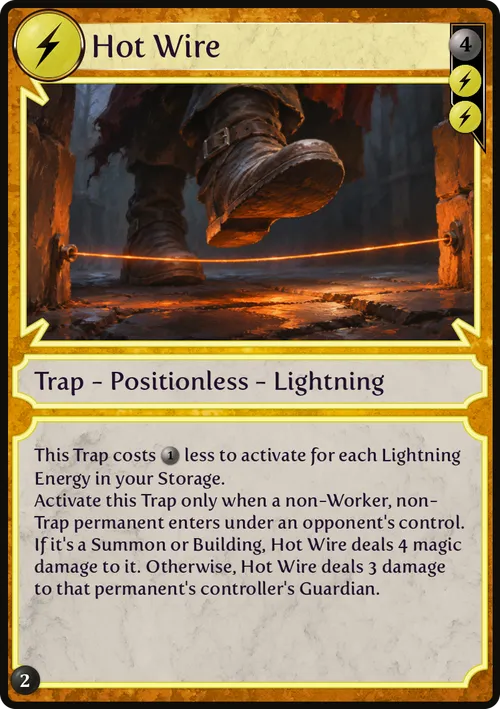 Hot Wire
4
Trap - Positionless - Lightning
This Trap costs 1 less to activate for each Lightning
Energy in your Storage.
Activate this Trap only when a non-Worker, non-
Trap permanent enters under an opponent's control.
If it's a Summon or Building, Hot Wire deals 4 magic
damage to it. Otherwise, Hot Wire deals 3 damage
to that permanent's controller's Guardian.
2